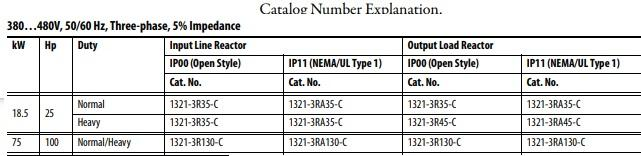 Catalog Number Explanation.
380...480V, 50/60 Hz, Three-phase, 5% Impedance
kW Hp Duty Input Line Reactor Output Load Reactor
IP00 (Open Style) IP11 (NEMA/UL Type 1) IP00 (Open Style) IP11 (NEMA/UL Type 1)
Cat. No. Cat. No. Cat. No. Cat. No.
18.5 25 Normal 1321-3R35-C 1321-3RA35-C 1321-3R35-C 1321-3RA35-C
Heavy 1321-3R35-C 1321-3RA35-C 1321-3R45-C 1321-3RA45-C
75 100 Normal/Heavy 1321-3R130-C 1321-3RA130-C 1321-3R130-C 1321-3RA130-C